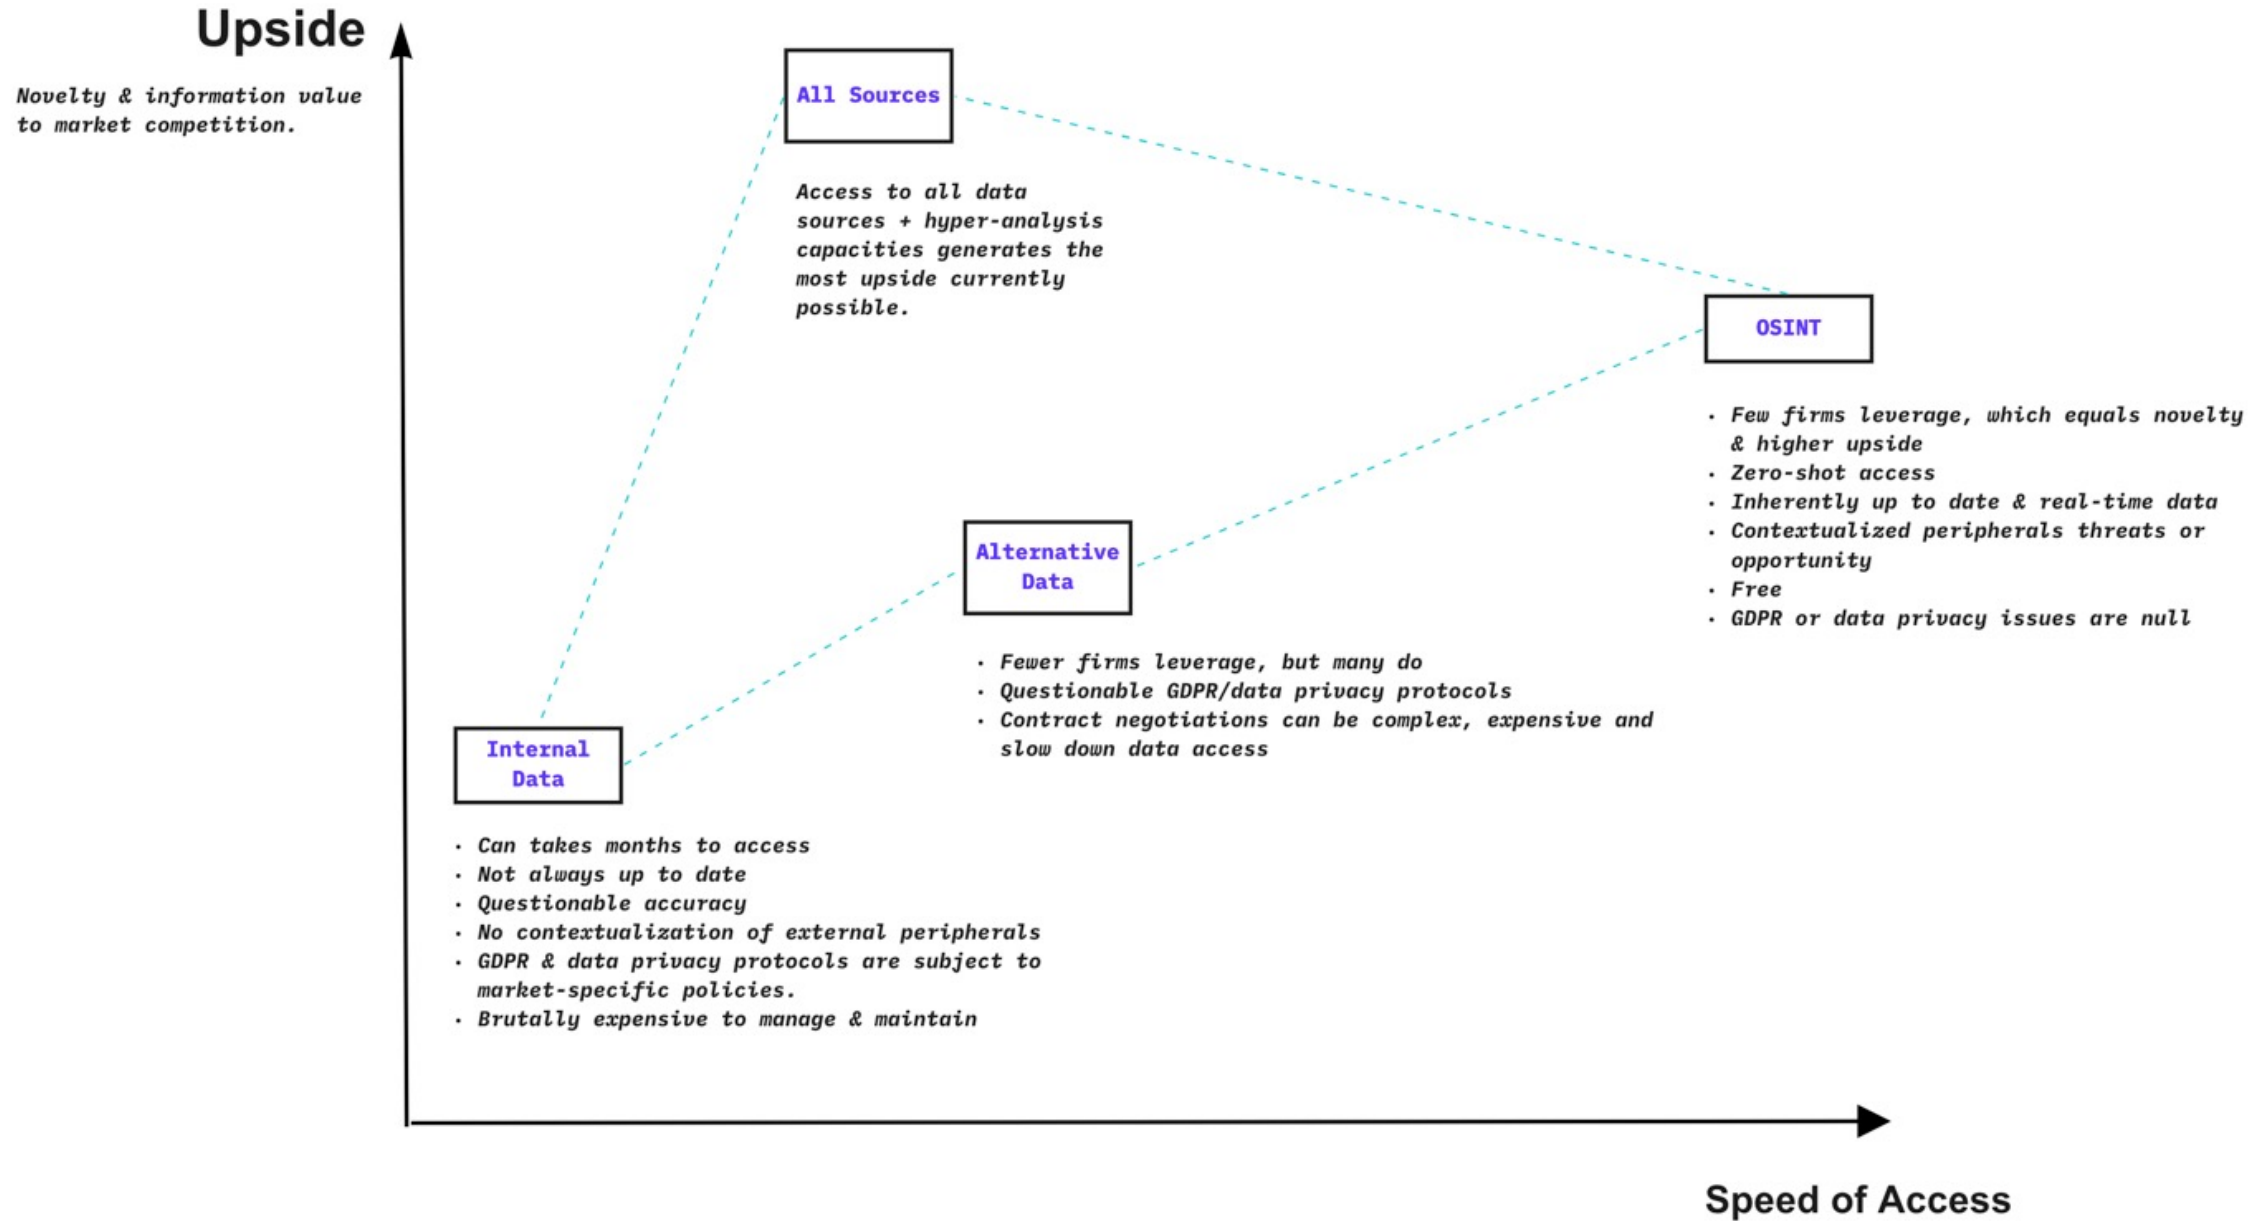 Upside
Novelty & information value
to market competition.
All Sources
Access to all data
sources + hyper-analysis
capacities generates the
most upside currently
possible.
OSINT
• Few firms leverage, which equals novelty
& higher upside
• Zero-shot access
• Inherently up to date & real-time data
• Contextualized peripherals threats or
opportunity
• Free
• GDPR or data privacy issues are null
Alternative
Data
• Fewer firms leverage, but many do
• Questionable GDPR/data privacy protocols
• Contract negotiations can be complex, expensive and
slow down data access
Internal
Data
• Can takes months to access
• Not always up to date
• Questionable accuracy
• No contextualization of external peripherals
• GDPR & data privacy protocols are subject to
market-specific policies.
• Brutally expensive to manage & maintain
Speed of Access